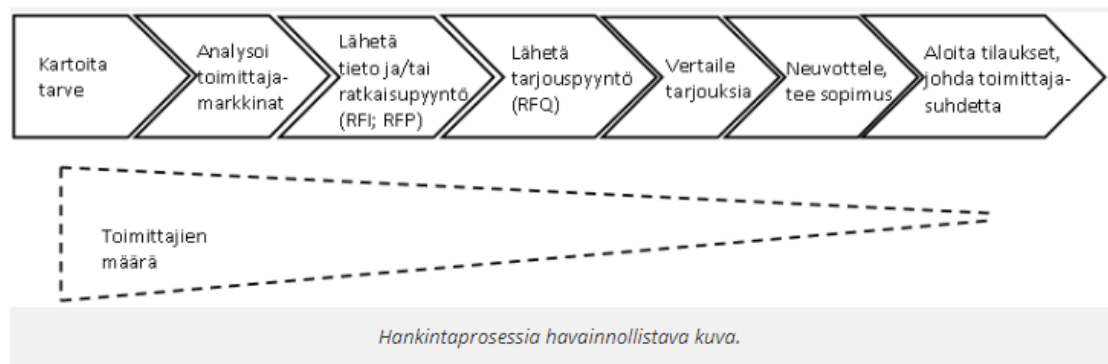 Kartoita
tarve
Analysoi
toimittaja-
markkinat
Lähetä
tieto ja/tai
ratkaisupyyntö
(RFI; RFP)
Lähetä
tarjouspyyntö
(RFQ)
Vertaile
tarjouksia
Neuvottele,
tee sopimus
Aloita tilaukset,
johda toimittaja-
suhdetta
Toimittajien
määrä
Hankintaprosessia havainnollistava kuva.